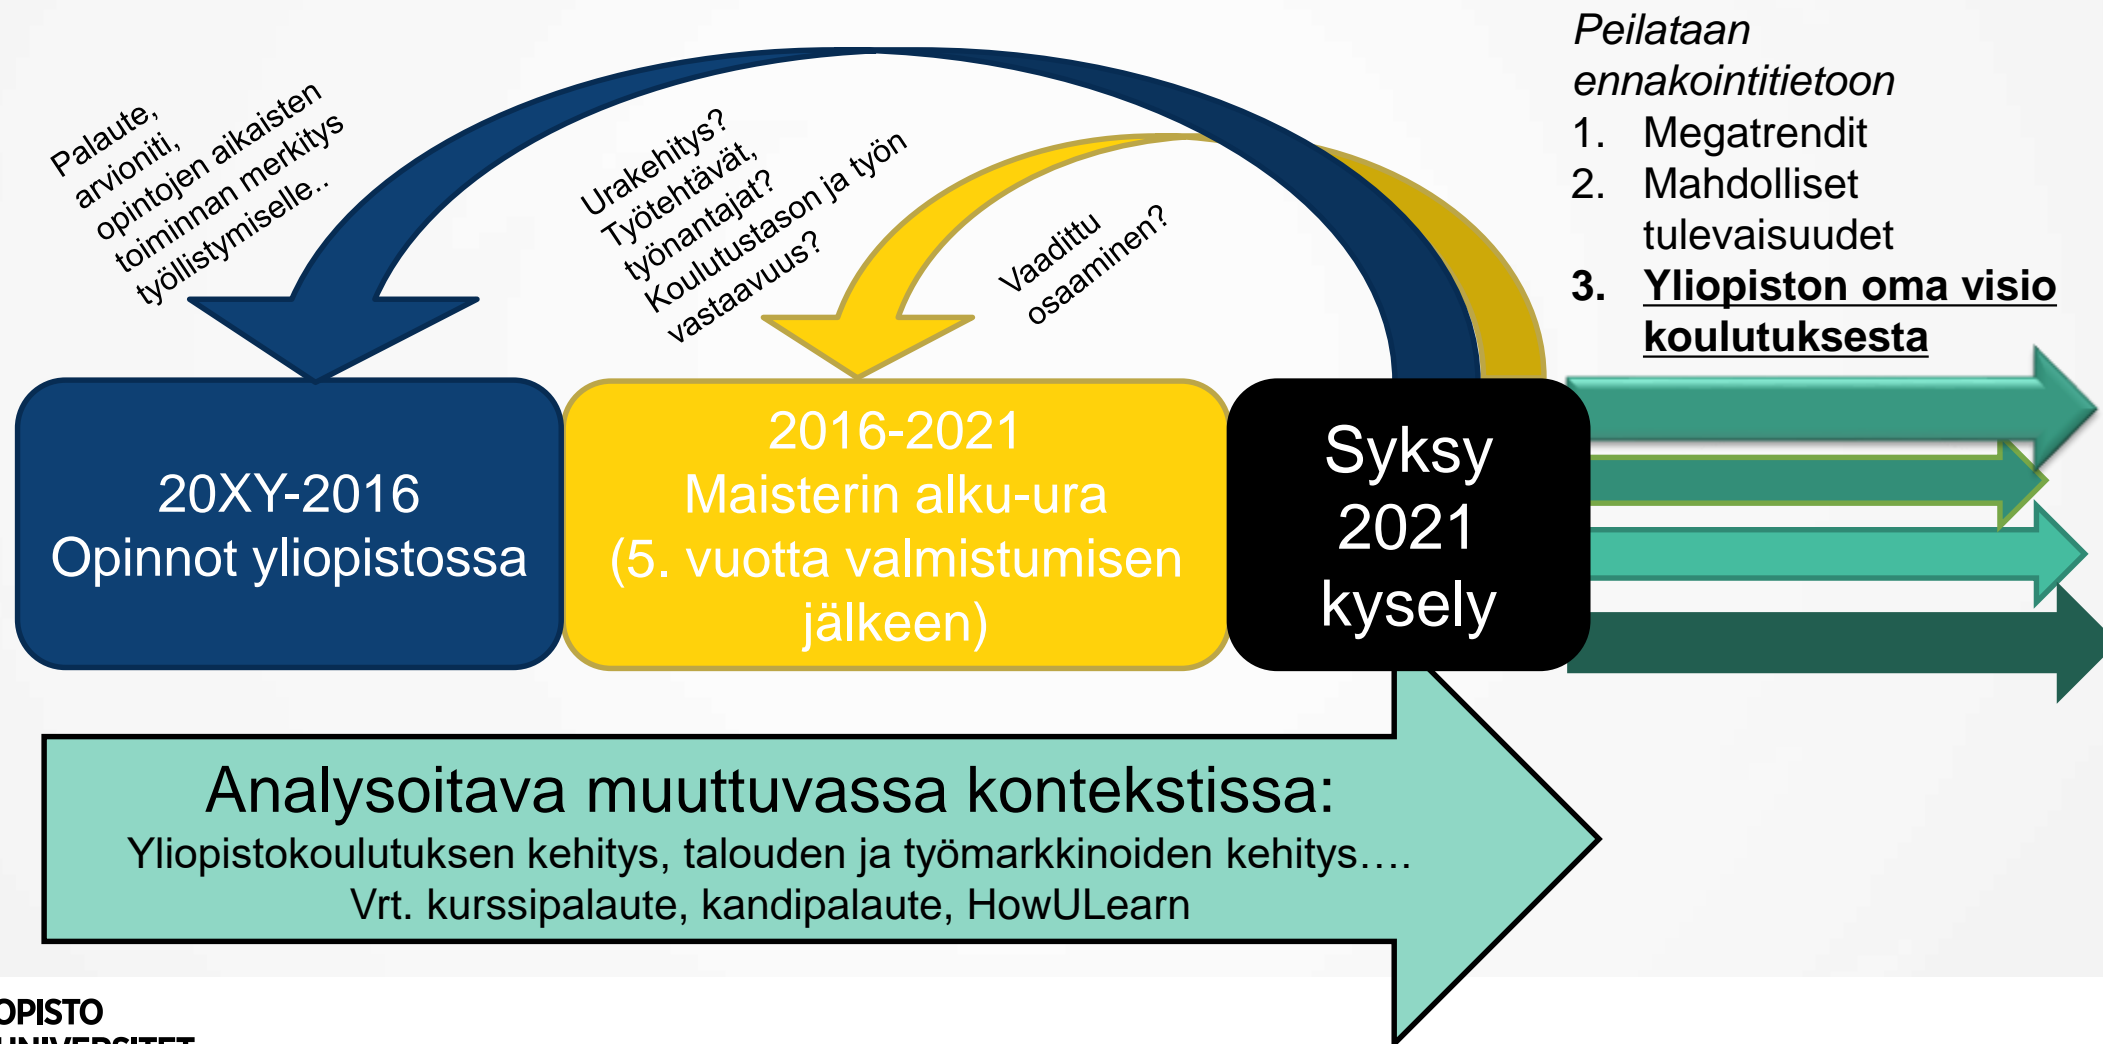 Palaute,
arvioniti,
opintojen aikaisten
toiminnan merkitys
työllistymiselle..
Urakehitys?
Työtehtävät,
työnantajat?
Koulutustason ja työn
vastaavuus?
Vaadittu
osaaminen?
Peilataan
ennakointitietoon
1. Megatrendit
2. Mahdolliset
tulevaisuudet
3. Yliopiston oma visio
koulutuksesta
20XY-2016
Opinnot yliopistossa
2016-2021
Maisterin alku-ura
(5. vuotta valmistumisen
jälkeen)
Syksy
2021
kysely
Analysoitava muuttuvassa kontekstissa:
Yliopistokoulutuksen kehitys, talouden ja työmarkkinoiden kehitys….
Vrt. kurssipalaute, kandipalaute, HowULearn
OPISTO
UNIVERSITET